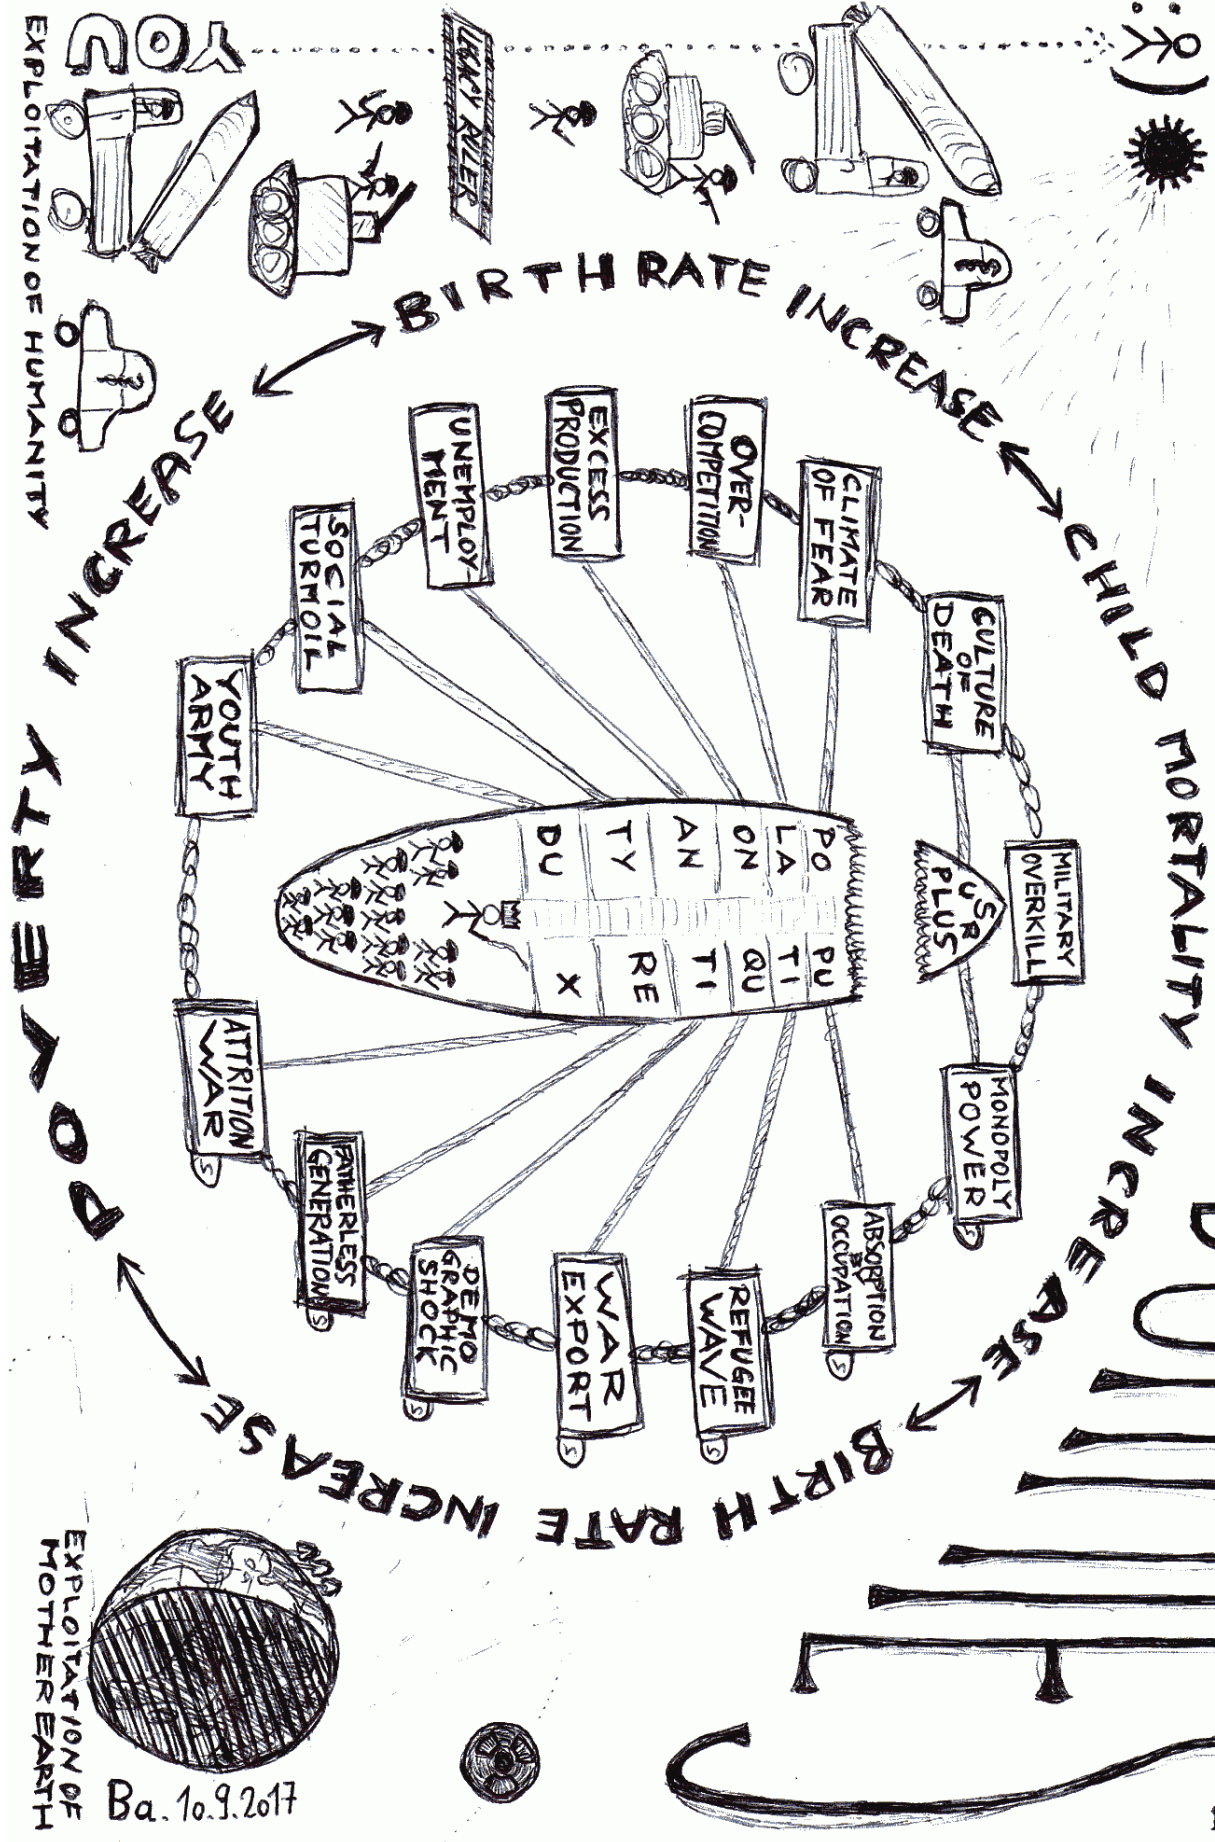 YOU
LEGACY RULER
:
EXPLOITATION OF HUMANITY
BIRTH RATE INCREASE
CHILD MORTALITY INCREASE
BIRTH RATE INCREASE
POVERTY INCREASE
MILITARY
OVERKILL
MONOPOLY
POWER
S
ABSORPTION
BY
OCCUPATION
S
REFUGEE
WAVE
S
WAR
EXPORT
S
DEMO
GRAPHIC
SHOCK
S
FATHERLESS
GENERATION
S
ATTRITION
WAR
S
YOUTH
ARMY
SOCIAL
TURMOIL
UNEMPLOY-
MENT
EXCESS
PRODUCTION
OVER-
COMPETITION
CLIMATE
OF FEAR
CULTURE
OF
DEATH
USR
PLUS
PO PU
LA TI
ON QU
AN TI
TY RE
DU X
EXPLOITATION OF
MOTHER EARTH
Ba. 10.9.2017